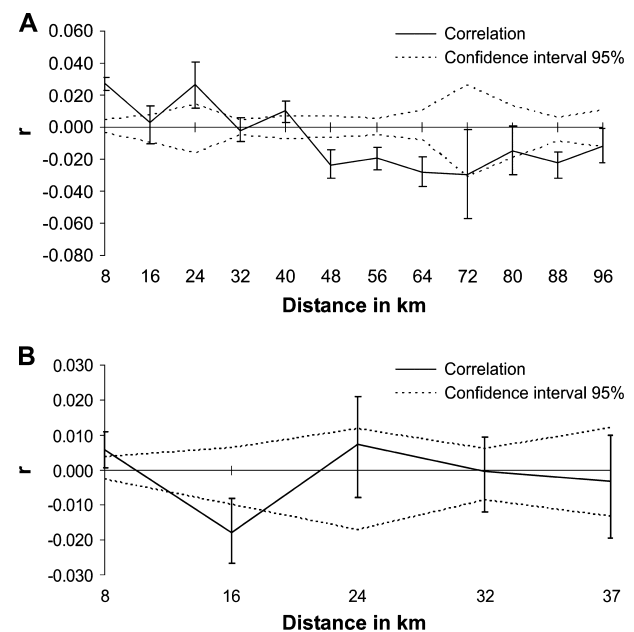 A
0.060
0.040
0.020
0.000
-0.020
-0.040
-0.060
-0.080
r
Correlation
Confidence interval 95%
8 16 24 32 40 48 56 64 72 80 88 96
Distance in km
B
0.030
0.020
0.010
0.000
-0.010
-0.020
-0.030
r
Correlation
Confidence interval 95%
8 16 24 32 37
Distance in km